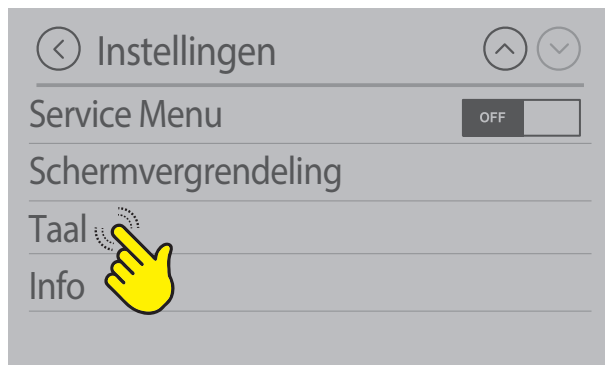 Instellingen
Service Menu OFF
Schermvergrendeling
Taal
Info